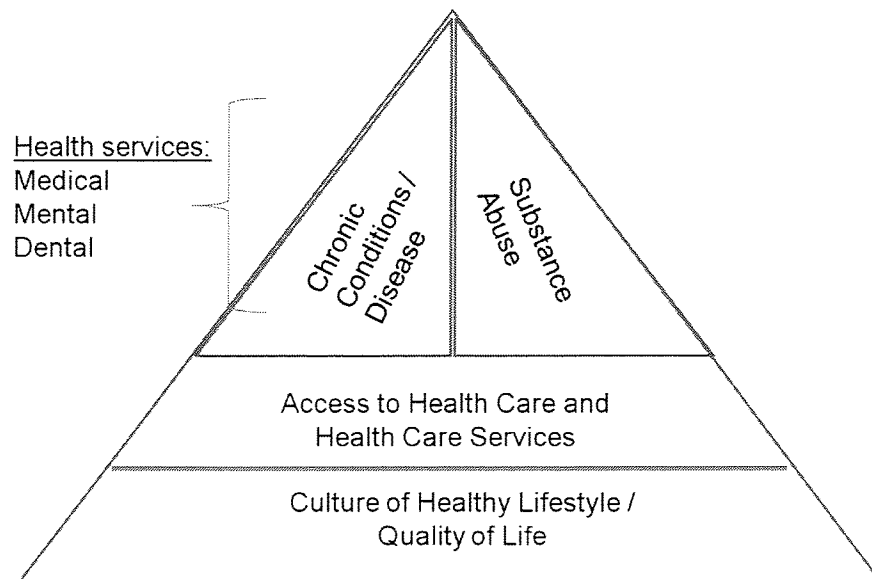 Health services:
Medical
Mental
Dental
Chronic
Conditions /
Disease
Substance
Abuse
Access to Health Care and
Health Care Services
Culture of Healthy Lifestyle /
Quality of Life